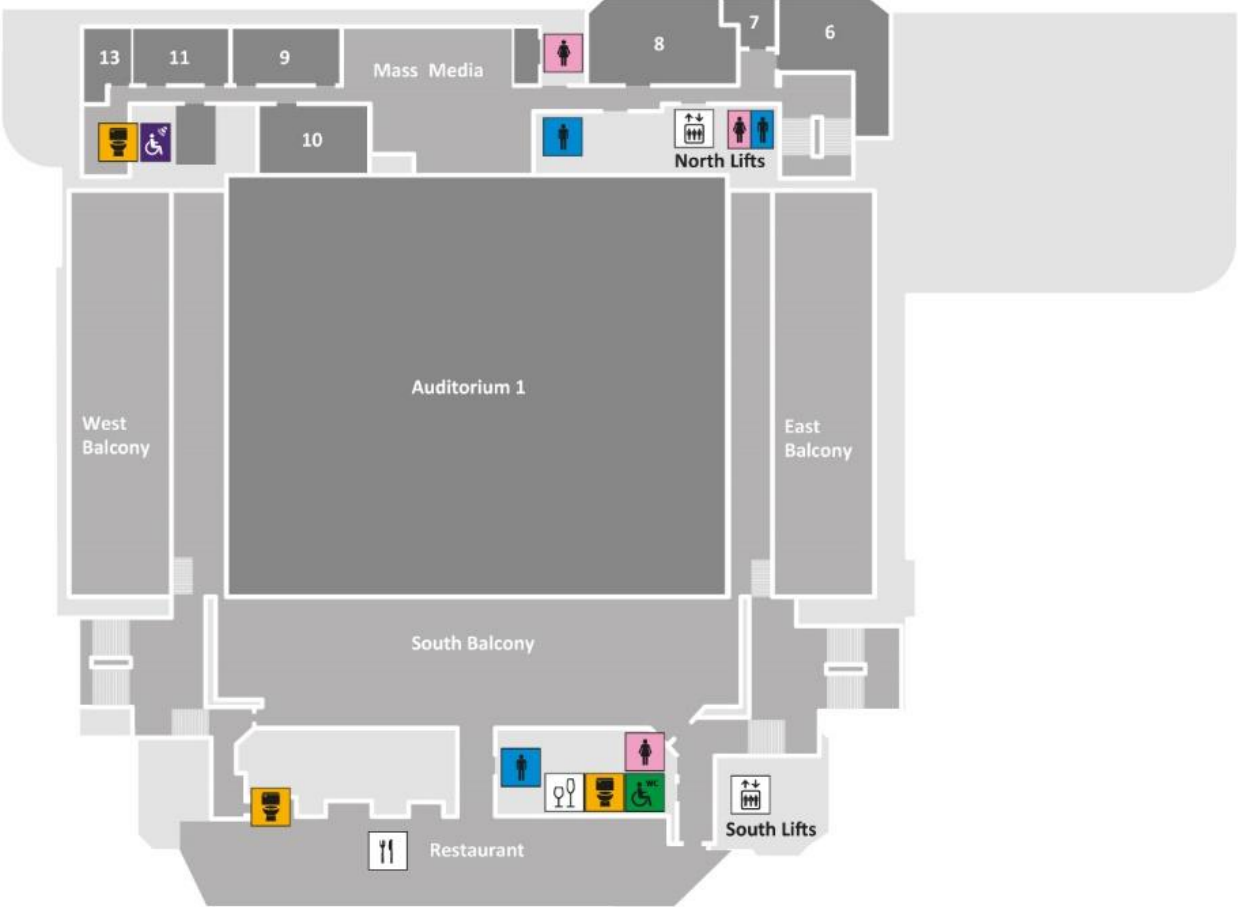 7
6
8
13
11
9
Mass Media
10
North Lifts
Auditorium 1
West
Balcony
East
Balcony
South Balcony
WC
South Lifts
Restaurant